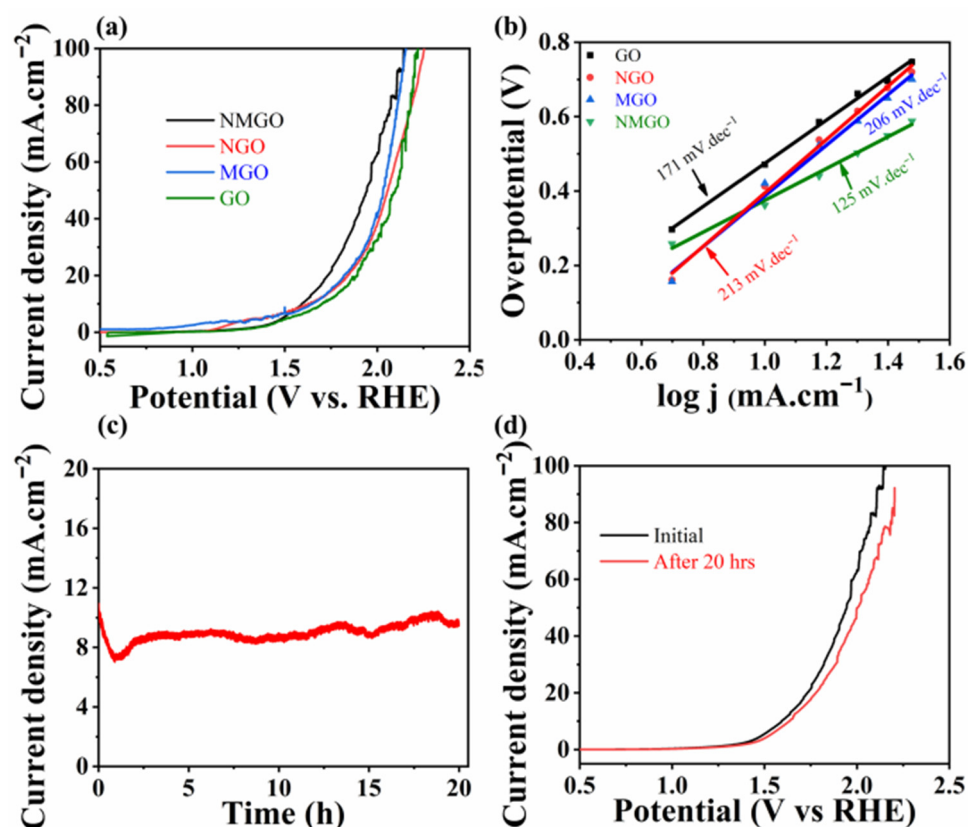 (a)
Current density (mA.cm⁻²)
100
80
60
40
20
0
NMGO
NGO
MGO
GO
0.5 1.0 1.5 2.0 2.5
Potential (V vs. RHE)
(b)
Overpotential (V)
0.8
0.6
0.4
0.2
0.0
GO
NGO
MGO
NMGO
171 mV.dec⁻¹
206 mV.dec⁻¹
125 mV.dec⁻¹
213 mV.dec⁻¹
0.6 0.8 1.0 1.2 1.4 1.6
log j (mA.cm⁻¹)
(c)
Current density (mA.cm⁻²)
20
16
12
8
4
0
0 5 10 15 20
Time (h)
(d)
Current density (mA.cm⁻²)
100
80
60
40
20
0
Initial
After 20 hrs
0.5 1.0 1.5 2.0 2.5
Potential (V vs RHE)